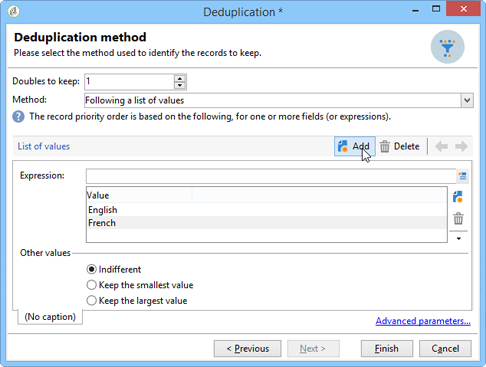 Deduplication *
Deduplication method
Please select the method used to identify the records to keep.
Doubles to keep: 1
Method: Following a list of values
? The record priority order is based on the following, for one or more fields (or expressions).
List of values Add Delete
Expression:
Value
English
French
Other values
Indifferent
Keep the smallest value
Keep the largest value
(No caption)
Advanced parameters...
< Previous Next > Finish Cancel